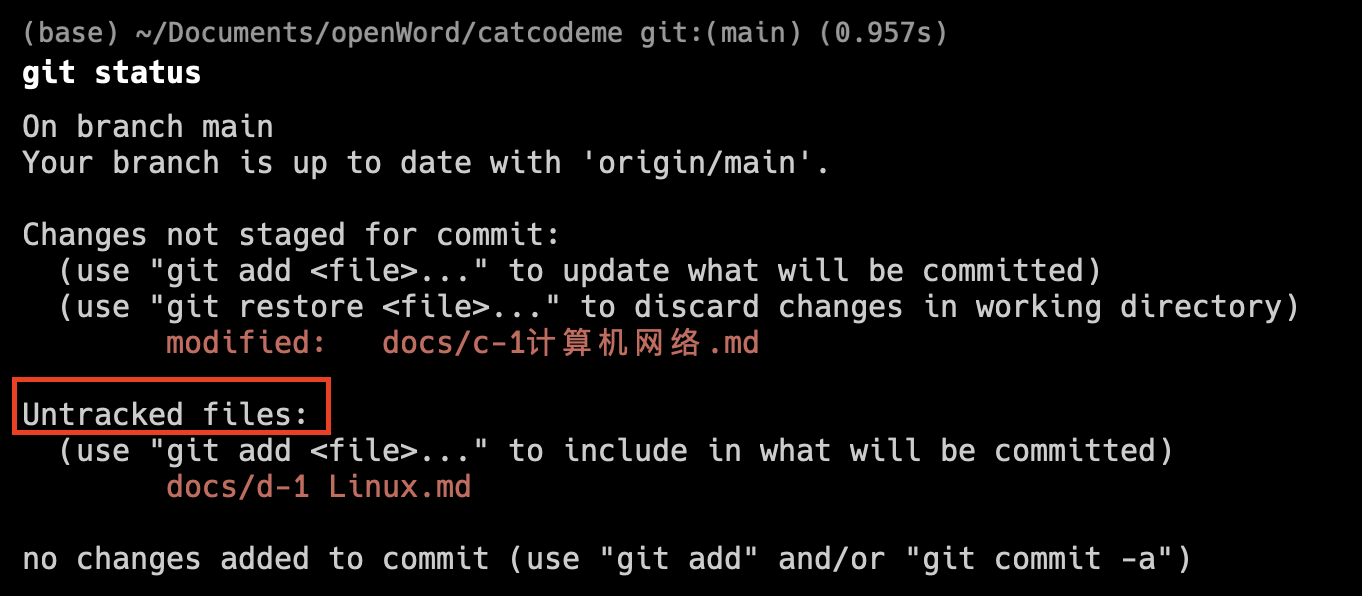 (base) ~/Documents/openWord/catcodeme git:(main) (0.957s)
git status
On branch main
Your branch is up to date with 'origin/main'.
Changes not staged for commit:
(use "git add <file>..." to update what will be committed)
(use "git restore <file>..." to discard changes in working directory)
modified:   docs/c-1计算机网络.md
Untracked files:
(use "git add <file>..." to include in what will be committed)
docs/d-1 Linux.md
no changes added to commit (use "git add" and/or "git commit -a")